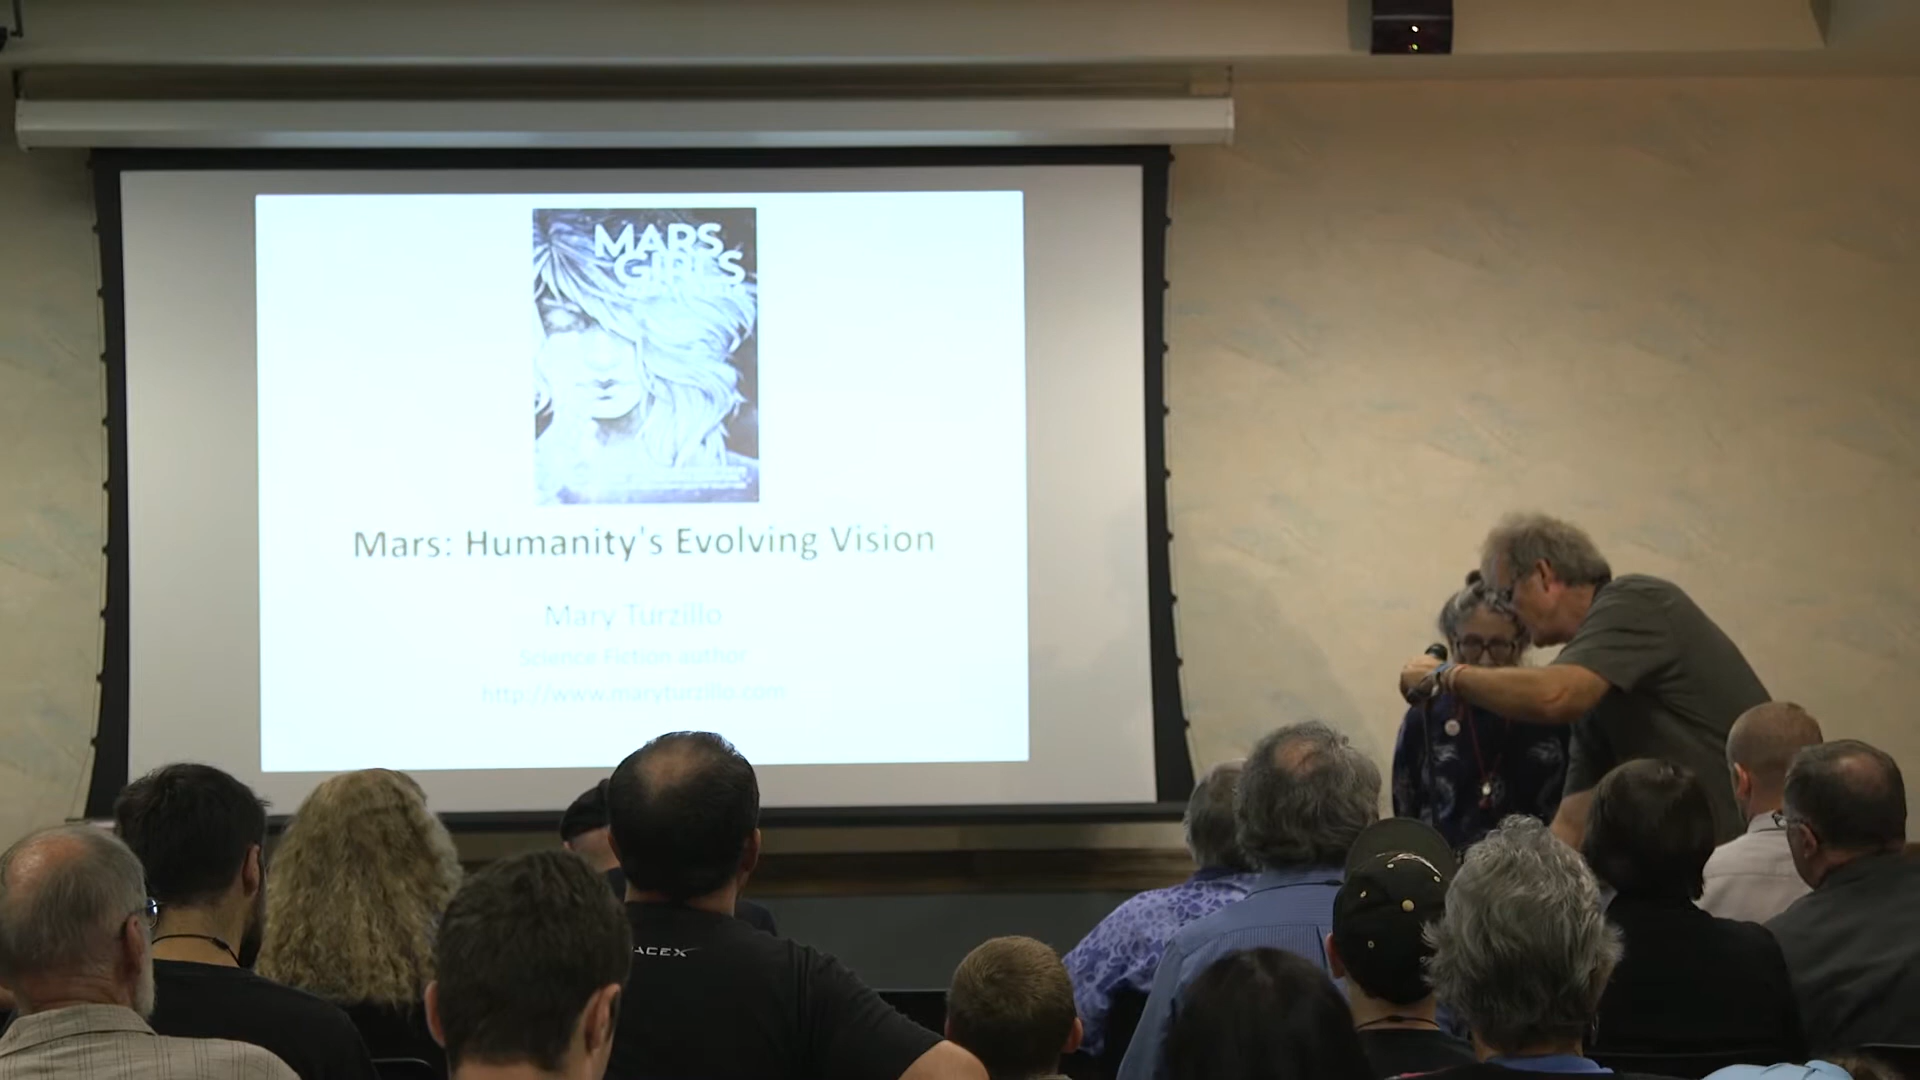 MARS
GIRLS
Mars: Humanity's Evolving Vision
Mary Turzillo
Science Fiction author
http://www.maryturzillo.com
ACEX